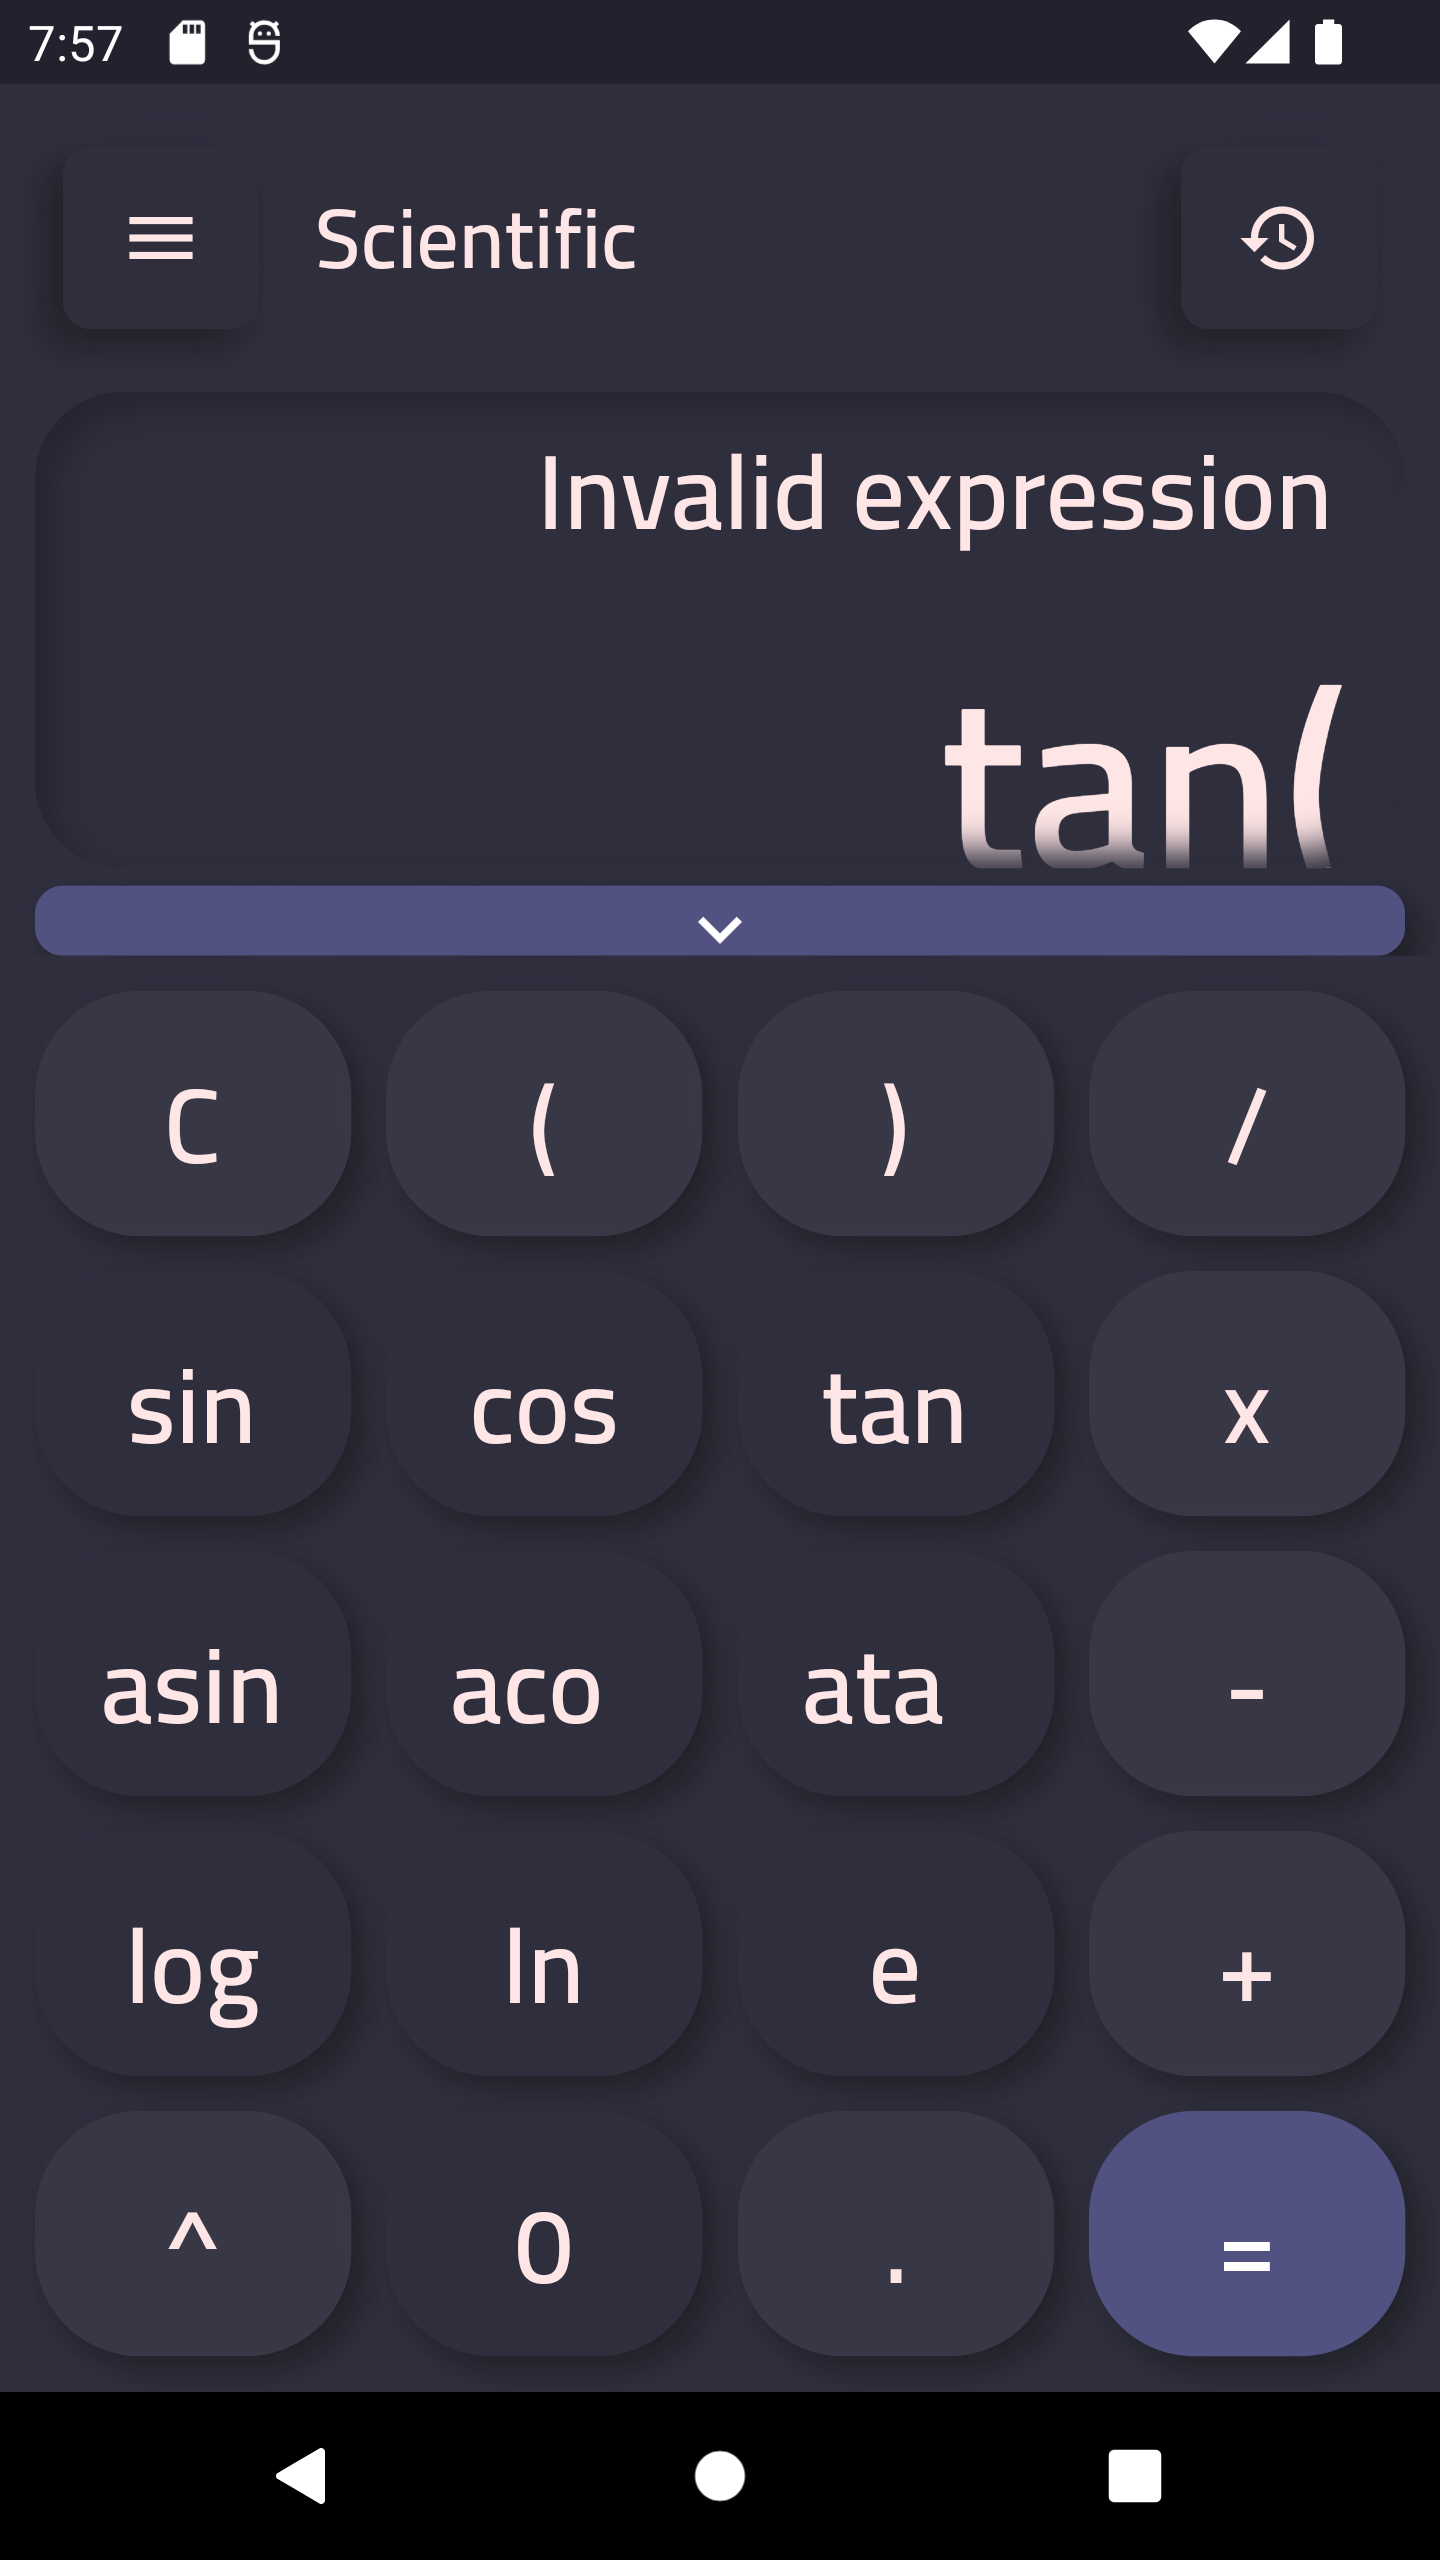 7:57
Scientific
Invalid expression
tan(
C ( ) /
sin cos tan x
asin aco ata -
log ln e +
^ 0 . =